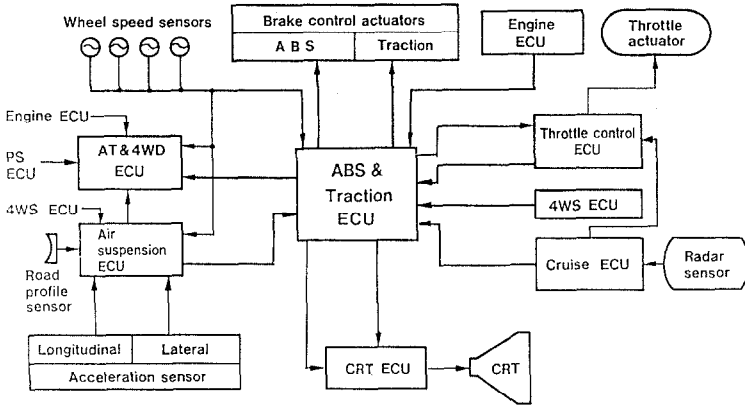 Wheel speed sensors
Brake control actuators
A B S
Traction
Engine
ECU
Throttle
actuator
Engine ECU
PS
ECU
AT & 4WD
ECU
4WS ECU
Air
suspension
ECU
Road
profile
sensor
Longitudinal
Lateral
Acceleration sensor
ABS &
Traction
ECU
Throttle control
ECU
4WS ECU
Cruise ECU
Radar
sensor
CRT ECU
CRT